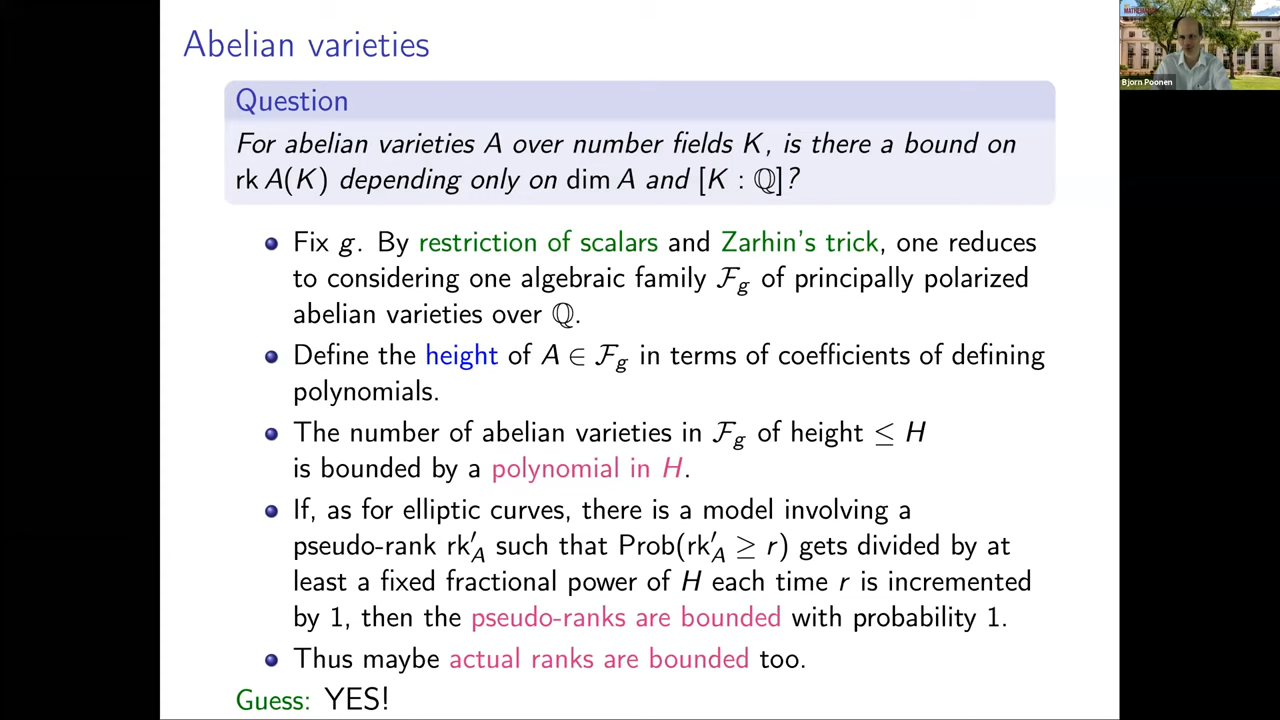 Abelian varieties
Question
For abelian varieties A over number fields K, is there a bound on
rk A(K) depending only on dim A and [K : ℚ]?
Fix g. By restriction of scalars and Zarhin's trick, one reduces
to considering one algebraic family ℱ_g of principally polarized
abelian varieties over ℚ.
Define the height of A ∈ ℱ_g in terms of coefficients of defining
polynomials.
The number of abelian varieties in ℱ_g of height ≤ H
is bounded by a polynomial in H.
If, as for elliptic curves, there is a model involving a
pseudo-rank rk′_A such that Prob(rk′_A ≥ r) gets divided by at
least a fixed fractional power of H each time r is incremented
by 1, then the pseudo-ranks are bounded with probability 1.
Thus maybe actual ranks are bounded too.
Guess: YES!
MATHEMATICS
Bjorn Poonen